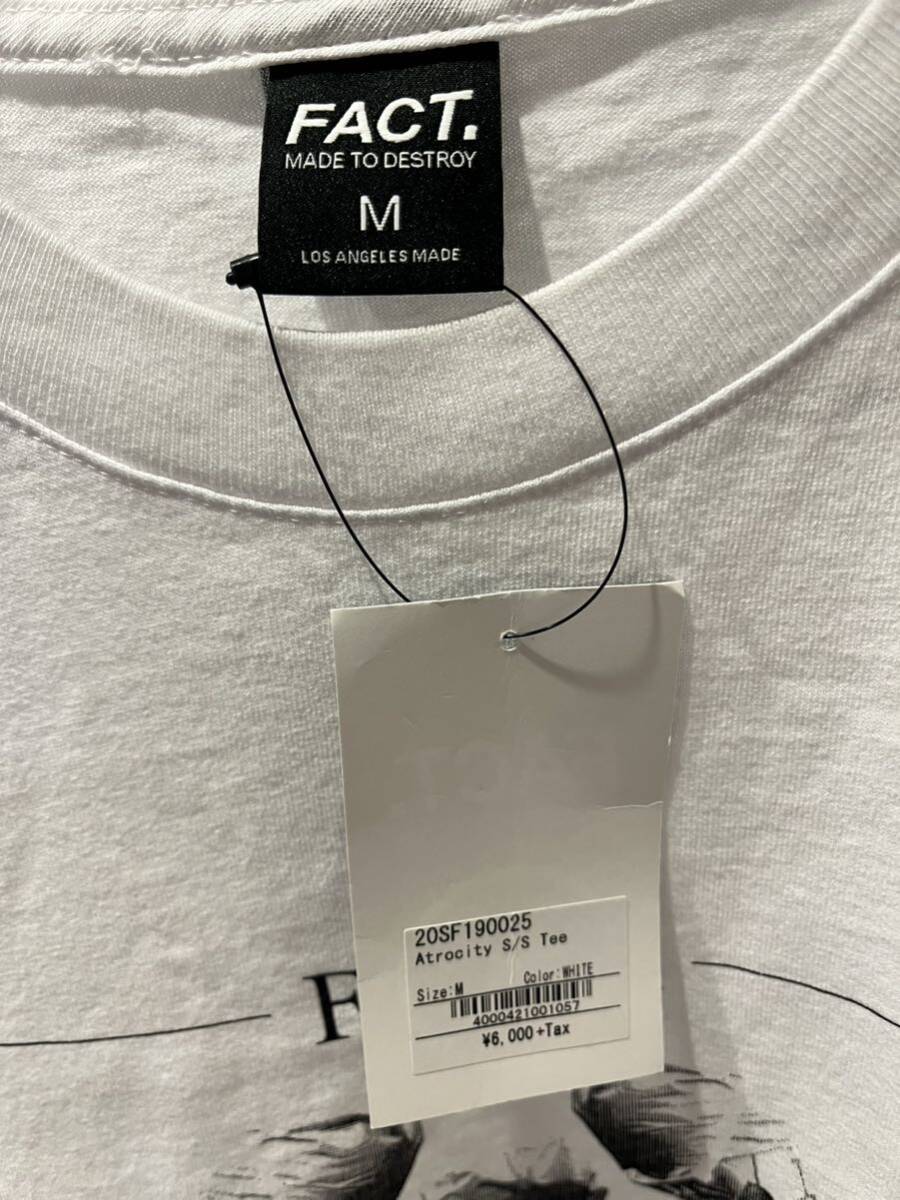 FACT.
MADE TO DESTROY
M
LOS ANGELES MADE
20SF190025
Atrocity S/S Tee
Size:M Color:WHITE
4000421001057
¥6,000+Tax
F